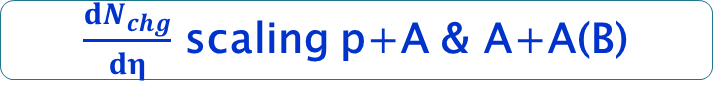 dN_chg/dη scaling p+A & A+A(B)